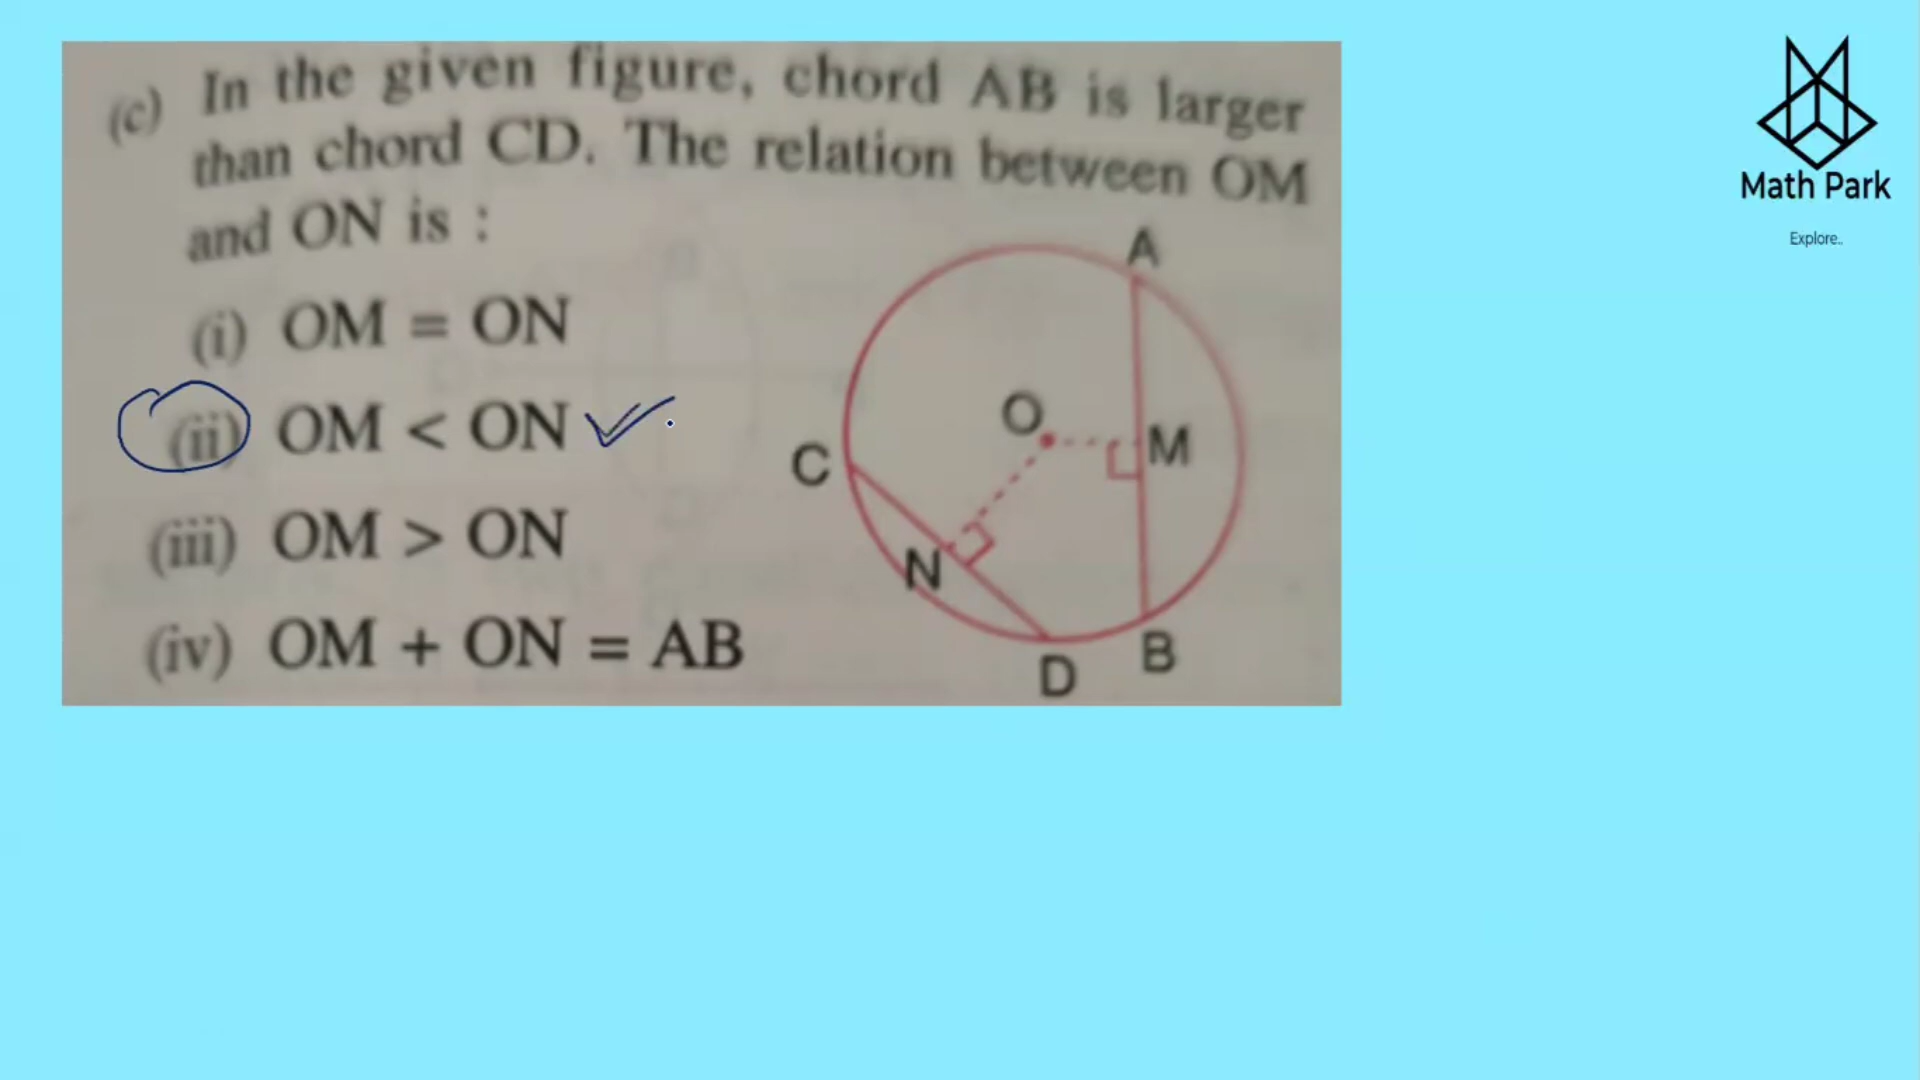 (c) In the given figure, chord AB is larger
than chord CD. The relation between OM
and ON is :
(i) OM = ON
(ii) OM < ON
(iii) OM > ON
(iv) OM + ON = AB
A
O
M
C
N
D
B
Math Park
Explore..